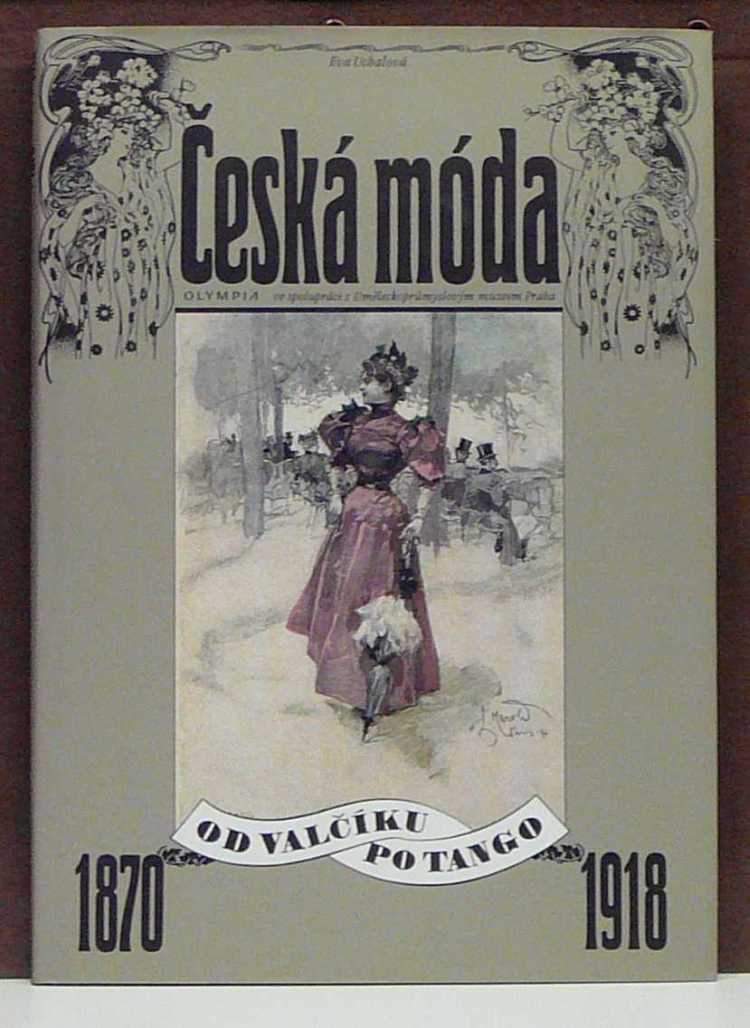 Eva Uchalová
Česká móda
OLYMPIA ve spolupráci s Uměleckoprůmyslovým muzeem Praha
OD VALČÍKU
PO TANGO
1870
1918